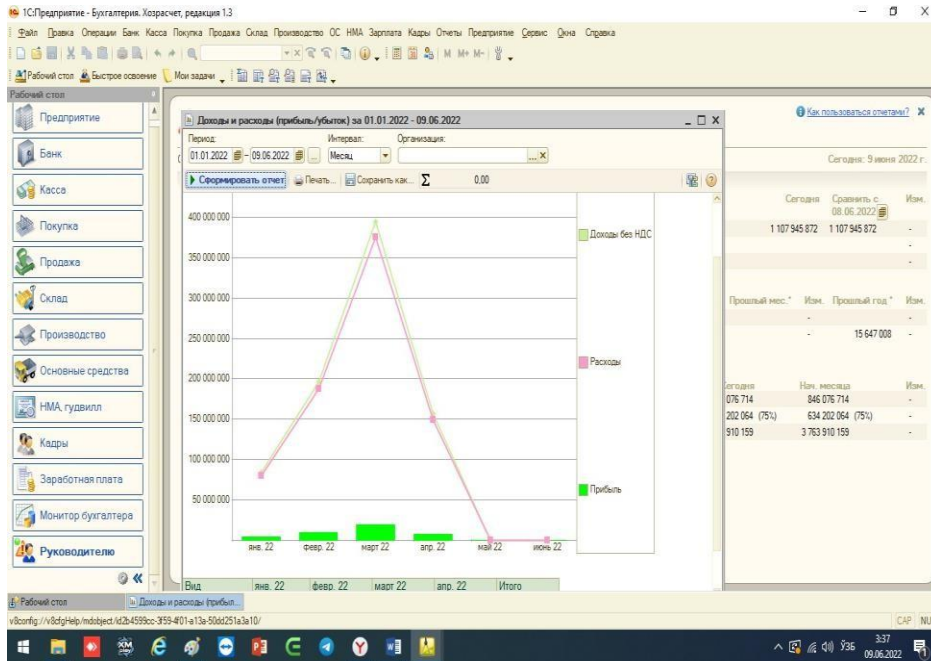 1С:Предприятие - Бухгалтерия. Хозрасчет, редакция 1.3
Файл Правка Операции Банк Касса Покупка Продажа Склад Производство ОС НМА Зарплата Кадры Отчеты Предприятие Сервис Окна Справка
M M+ M-
Рабочий стол Быстрое освоение Мои задачи
Рабочий стол
Предприятие
Банк
Касса
Покупка
Продажа
Склад
Производство
Основные средства
НМА, гудвилл
Кадры
Заработная плата
Монитор бухгалтера
Руководителю
Доходы и расходы (прибыль/убыток) за 01.01.2022 - 09.06.2022
Период: Интервал: Организация:
01.01.2022 - 09.06.2022 ... Месяц ... X
Сформировать отчет Печать... Сохранить как... Σ 0,00
400 000 000
350 000 000
300 000 000
250 000 000
200 000 000
150 000 000
100 000 000
50 000 000
янв. 22 февр. 22 март 22 апр. 22 май 22 июнь 22
Доходы без НДС
Расходы
Прибыль
Вид янв. 22 февр. 22 март 22 апр. 22 Итого
Как пользоваться отчетами?
Сегодня: 9 июня 2022 г.
Сегодня Сравнить с Изм.
08.06.2022
1 107 945 872 1 107 945 872 -
-
-
Прошлый мес.* Изм. Прошлый год * Изм.
- -
- 15 647 008 -
Нач. месяца Изм.
076 714 846 076 714 -
202 064 (75%) 634 202 064 (75%) -
910 159 3 763 910 159 -
Рабочий стол Доходы и расходы (прибыл...
v8config://v8cfgHelp/mdobject/id2b4599cc-3f59-4f01-a13a-50dd251a3a10/
CAP NU
ЎЗБ 3:37
09.06.2022